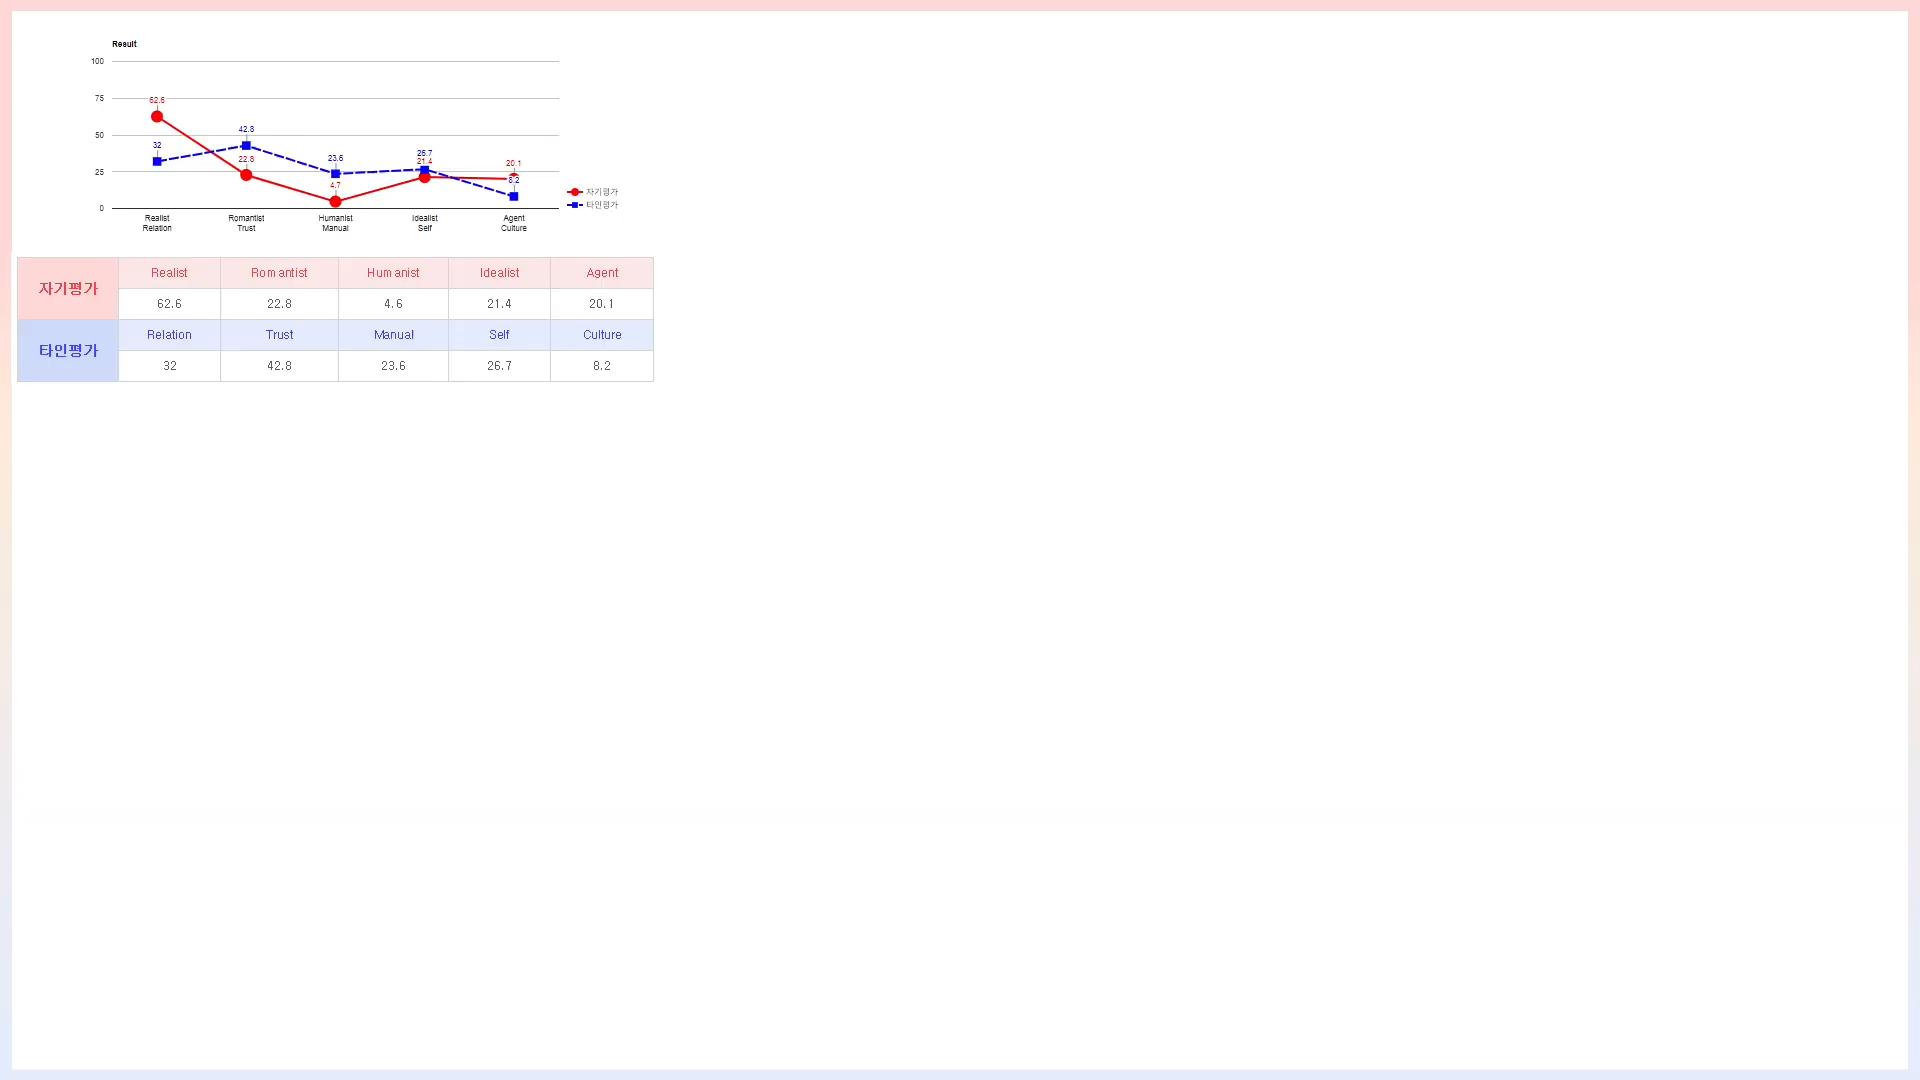 Result
100
75
50
25
0
62.6
22.8
4.7
21.4
20.1
32
42.8
23.6
26.7
8.2
Realist
Relation
Romantist
Trust
Humanist
Manual
Idealist
Self
Agent
Culture
자기평가
타인평가
자기평가 Realist Romantist Humanist Idealist Agent
62.6 22.8 4.6 21.4 20.1
타인평가 Relation Trust Manual Self Culture
32 42.8 23.6 26.7 8.2